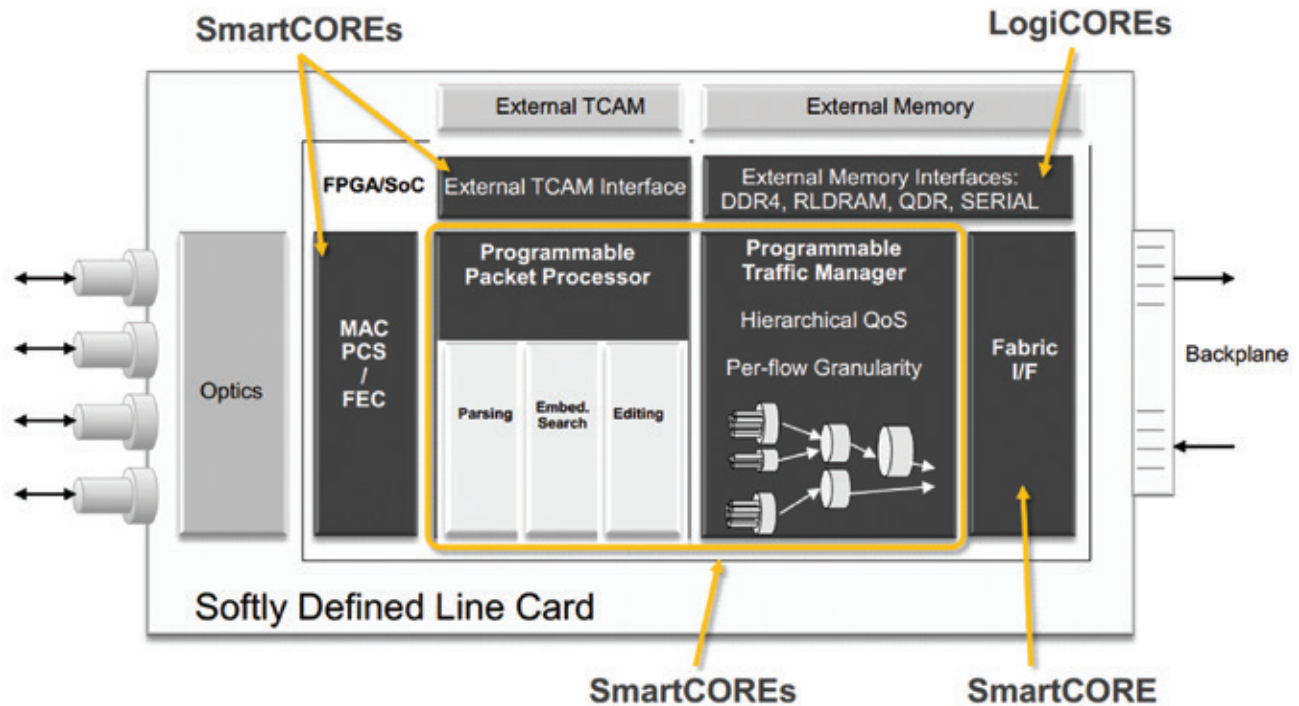 SmartCOREs
LogiCOREs
External TCAM
External Memory
FPGA/SoC
External TCAM Interface
External Memory Interfaces:
DDR4, RLDRAM, QDR, SERIAL
Optics
MAC
PCS
/
FEC
Programmable
Packet Processor
Parsing
Embed.
Search
Editing
Programmable
Traffic Manager
Hierarchical QoS
Per-flow Granularity
Fabric
I/F
Backplane
Softly Defined Line Card
SmartCOREs
SmartCORE